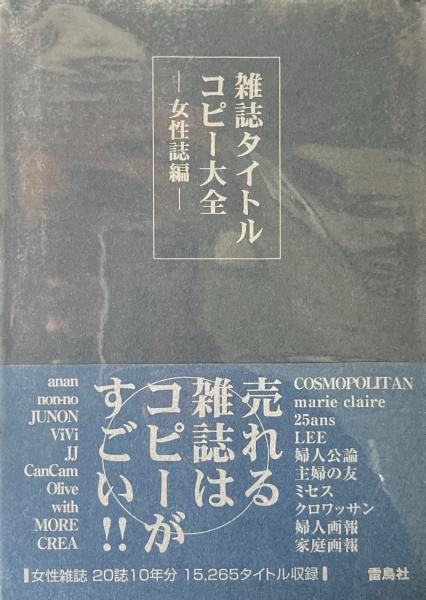 雑誌タイトル
コピー大全
―女性誌編―
売れる
雑誌は
コピーが
すごい!!
COSMOPOLITAN
marie claire
25ans
LEE
婦人公論
主婦の友
ミセス
クロワッサン
婦人画報
家庭画報
anan
non-no
JUNON
ViVi
JJ
CanCam
Olive
with
MORE
CREA
女性雑誌 20誌10年分 15,265タイトル収録
雷鳥社